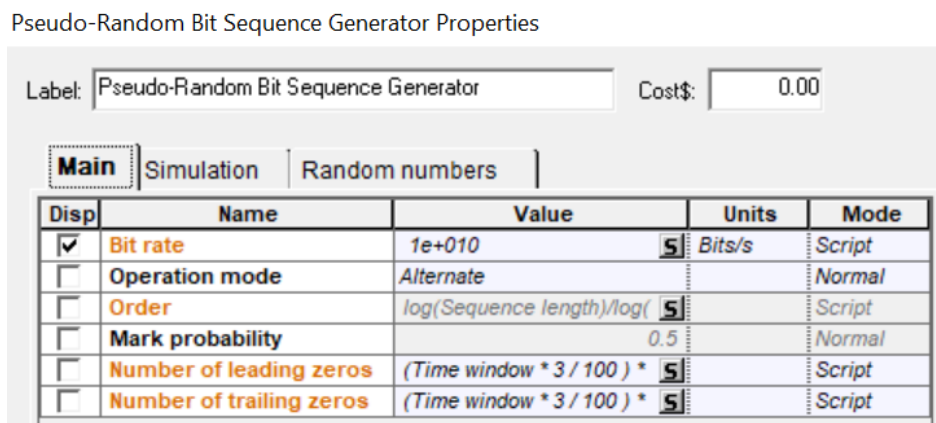 Pseudo-Random Bit Sequence Generator Properties
Label: Pseudo-Random Bit Sequence Generator Cost$: 0.00
Main Simulation Random numbers
Disp Name Value Units Mode
Bit rate 1e+010 S Bits/s Script
Operation mode Alternate Normal
Order log(Sequence length)/log( S Script
Mark probability 0.5 Normal
Number of leading zeros (Time window * 3 / 100 ) * S Script
Number of trailing zeros (Time window * 3 / 100 ) * S Script